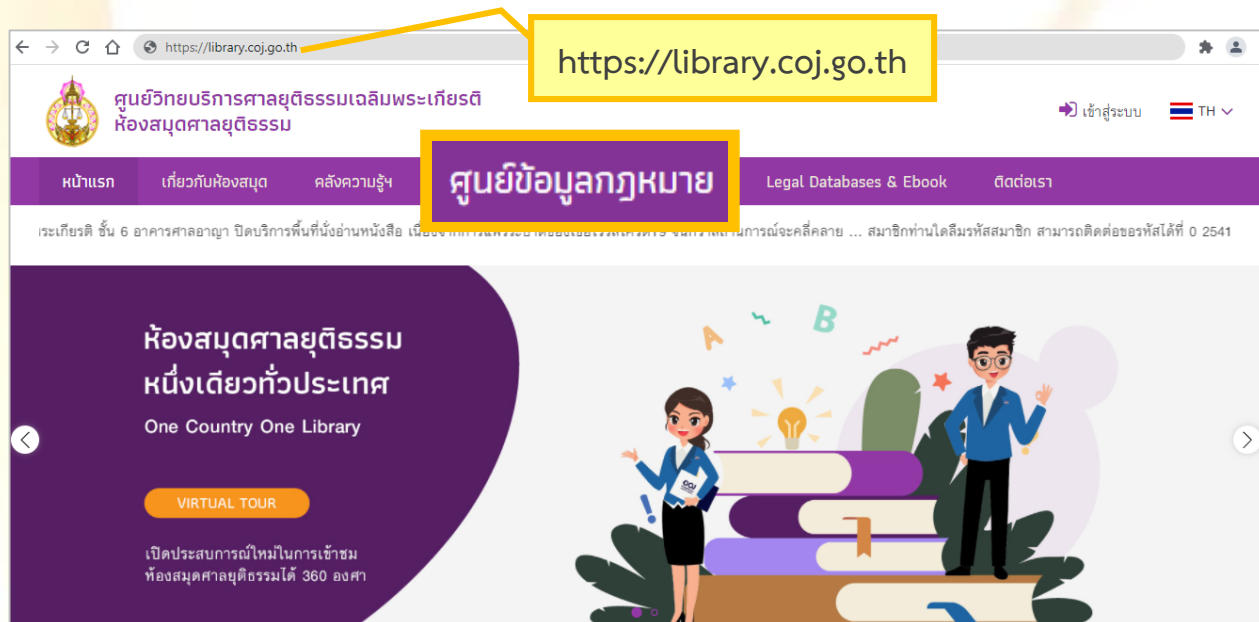 https://library.coj.go.th
https://library.coj.go.th
ศูนย์วิทยบริการศาลยุติธรรมเฉลิมพระเกียรติ
ห้องสมุดศาลยุติธรรม
เข้าสู่ระบบ TH
หน้าแรก เกี่ยวกับห้องสมุด คลังความรู้ฯ ศูนย์ข้อมูลกฎหมาย Legal Databases & Ebook ติดต่อเรา
ระเกียรติ ชั้น 6 อาคารศาลอาญา ปิดบริการพื้นที่นั่งอ่านหนังสือ ... สมาชิกท่านใดลืมรหัสสมาชิก สามารถติดต่อขอรหัสได้ที่ 0 2541
ห้องสมุดศาลยุติธรรม
หนึ่งเดียวทั่วประเทศ
One Country One Library
A B
VIRTUAL TOUR
COJ
เปิดประสบการณ์ใหม่ในการเข้าชม
ห้องสมุดศาลยุติธรรมได้ 360 องศา